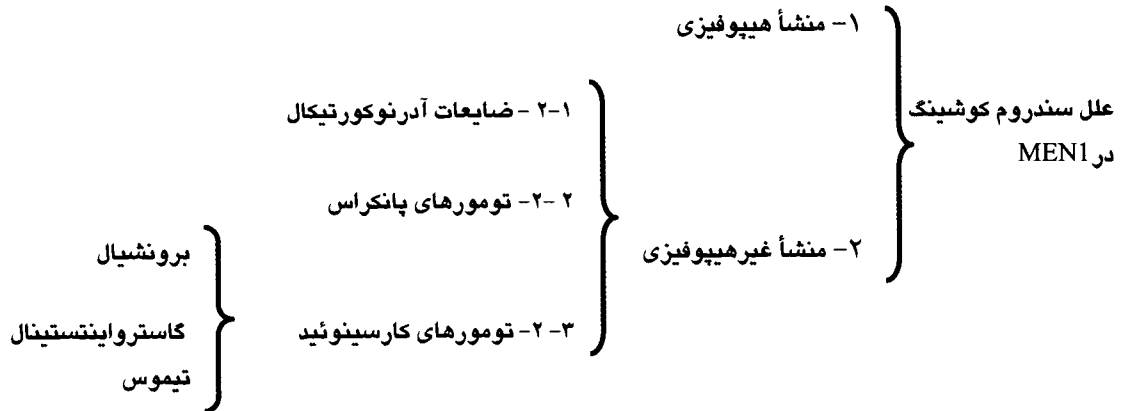 علل سندروم کوشینگ
در MEN1
۱- منشأ هیپوفیزی
۲- منشأ غیرهیپوفیزی
۲-۱ - ضایعات آدرنوکورتیکال
۲ -۲- تومورهای پانکراس
۳- ۲- تومورهای کارسینوئید
برونشیال
گاسترواینتستینال
تیموس